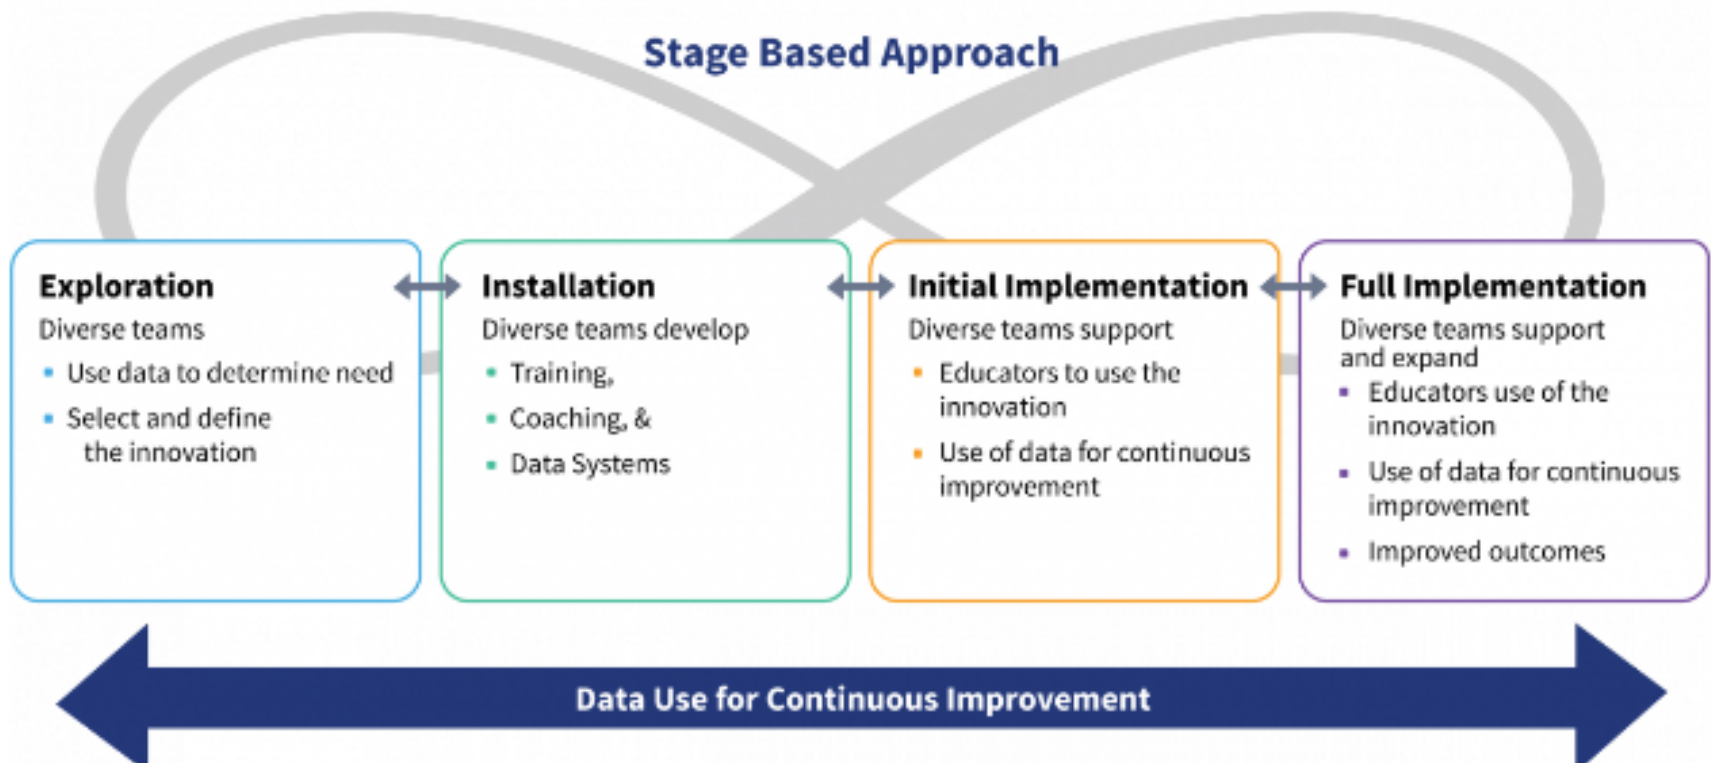 Stage Based Approach
Exploration
Diverse teams
Use data to determine need
Select and define
the innovation
Installation
Diverse teams develop
Training,
Coaching, &
Data Systems
Initial Implementation
Diverse teams support
Educators to use the
innovation
Use of data for continuous
improvement
Full Implementation
Diverse teams support
and expand
Educators use of the
innovation
Use of data for continuous
improvement
Improved outcomes
Data Use for Continuous Improvement